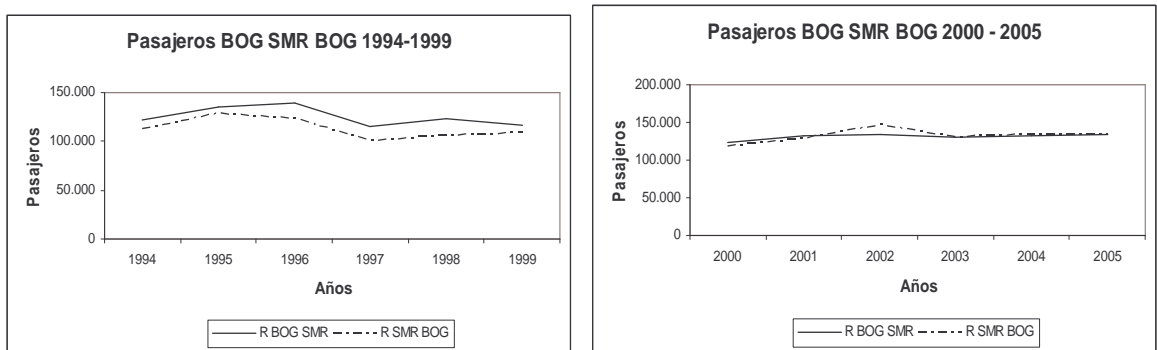 Pasajeros BOG SMR BOG 1994-1999
150.000
100.000
50.000
0
Pasajeros
1994 1995 1996 1997 1998 1999
Años
R BOG SMR R SMR BOG
Pasajeros BOG SMR BOG 2000 - 2005
200.000
150.000
100.000
50.000
0
Pasajeros
2000 2001 2002 2003 2004 2005
Años
R BOG SMR R SMR BOG